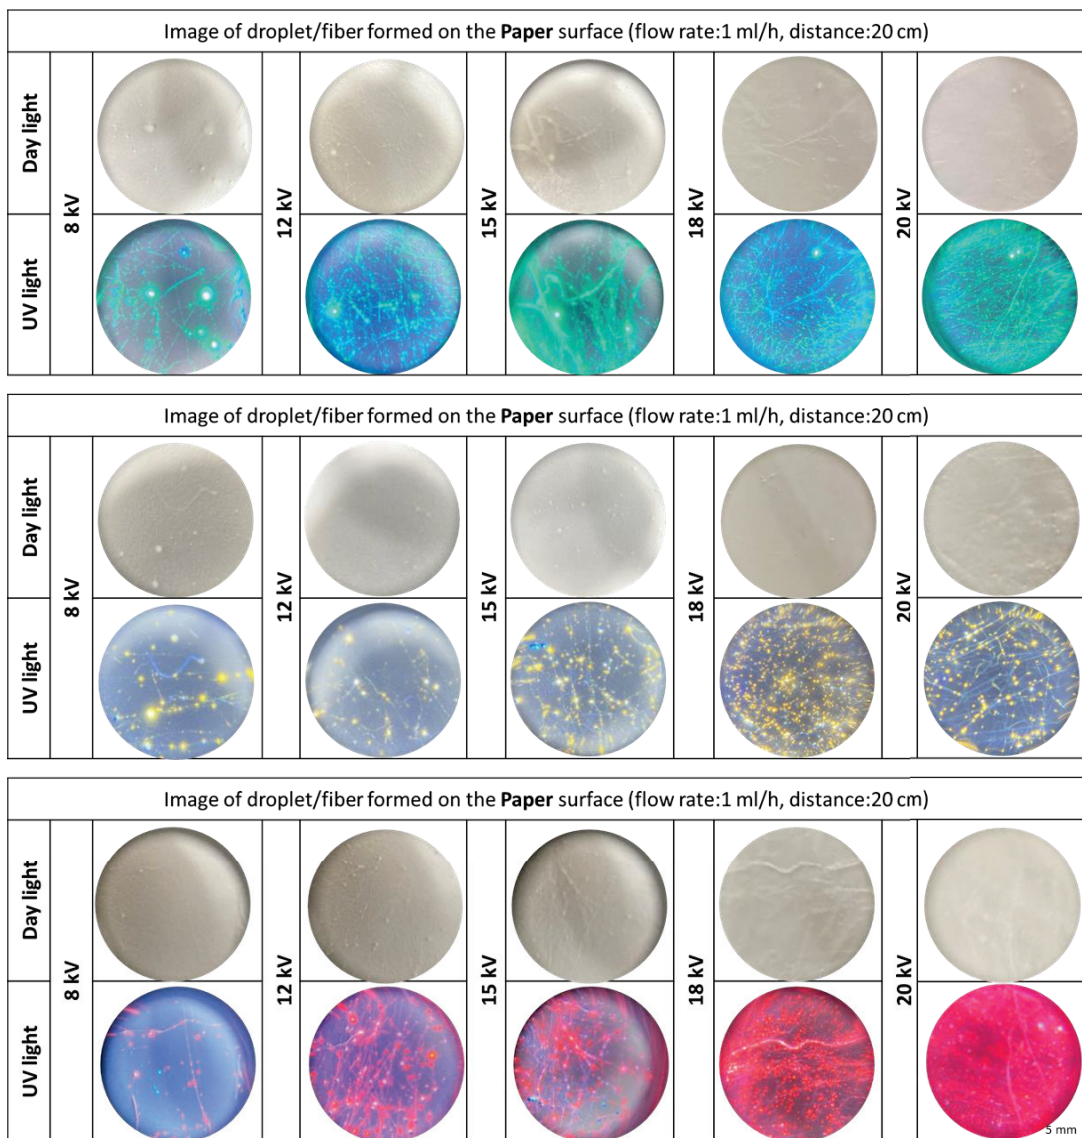 Image of droplet/fiber formed on the Paper surface (flow rate:1 ml/h, distance:20 cm)
Day light
UV light
8 kV
12 kV
15 kV
18 kV
20 kV
Image of droplet/fiber formed on the Paper surface (flow rate:1 ml/h, distance:20 cm)
Day light
UV light
8 kV
12 kV
15 kV
18 kV
20 kV
Image of droplet/fiber formed on the Paper surface (flow rate:1 ml/h, distance:20 cm)
Day light
UV light
8 kV
12 kV
15 kV
18 kV
20 kV
5 mm